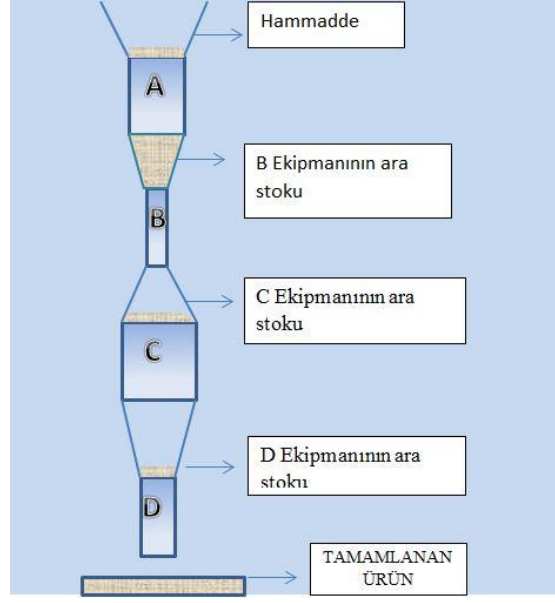 Hammadde
A
B Ekipmanının ara
stoku
B
C Ekipmanının ara
stoku
C
D Ekipmanının ara
stoku
D
TAMAMLANAN
ÜRÜN